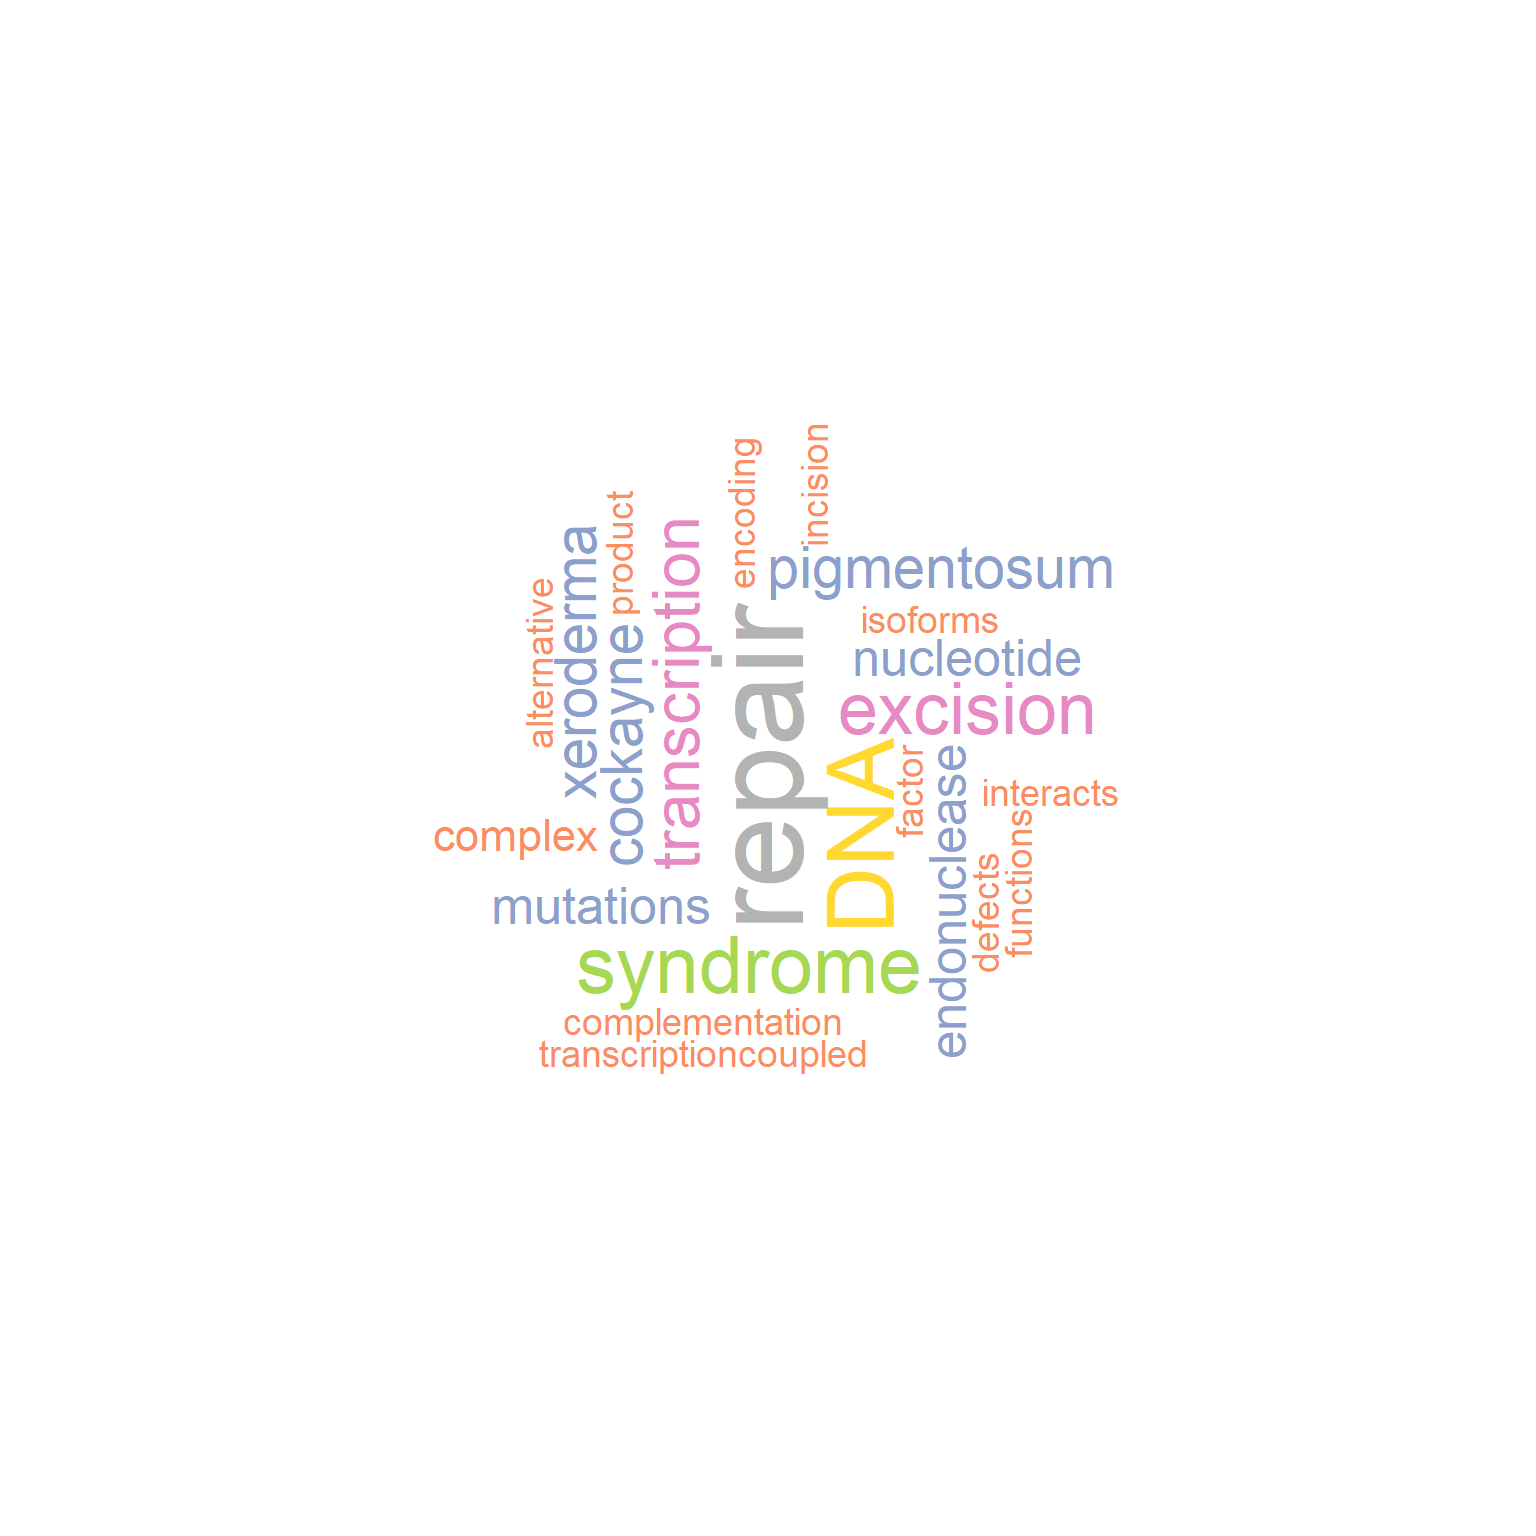 encoding
incision
product
transcription
xeroderma
pigmentosum
alternative
isoforms
cockayne
repair
nucleotide
excision
DNA
factor
endonuclease
interacts
complex
functions
defects
mutations
syndrome
complementation
transcriptioncoupled